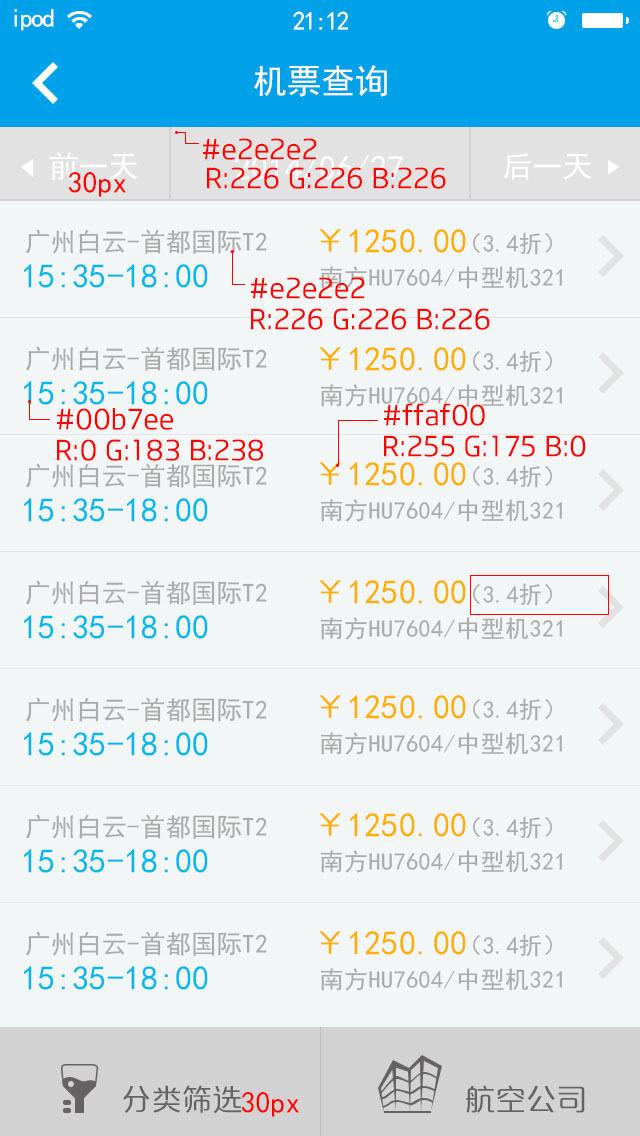 ipod 21:12
机票查询
前一天 2014/06/27 后一天
30px
#e2e2e2
R:226 G:226 B:226
广州白云-首都国际T2 ￥1250.00(3.4折)
15:35-18:00 南方HU7604/中型机321
#e2e2e2
R:226 G:226 B:226
广州白云-首都国际T2 ￥1250.00(3.4折)
15:35-18:00 南方HU7604/中型机321
#00b7ee
R:0 G:183 B:238
#ffaf00
R:255 G:175 B:0
广州白云-首都国际T2 ￥1250.00(3.4折)
15:35-18:00 南方HU7604/中型机321
广州白云-首都国际T2 ￥1250.00(3.4折)
15:35-18:00 南方HU7604/中型机321
广州白云-首都国际T2 ￥1250.00(3.4折)
15:35-18:00 南方HU7604/中型机321
广州白云-首都国际T2 ￥1250.00(3.4折)
15:35-18:00 南方HU7604/中型机321
广州白云-首都国际T2 ￥1250.00(3.4折)
15:35-18:00 南方HU7604/中型机321
分类筛选 30px 航空公司